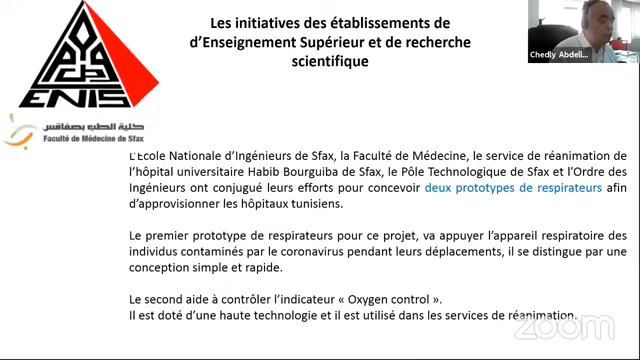 Les initiatives des établissements de
d'Enseignement Supérieur et de recherche
scientifique
Chedly Abdell...
ENIS
كلية الطب بصفاقس
Faculté de Médecine de Sfax
L'École Nationale d'Ingénieurs de Sfax, la Faculté de Médecine, le service de réanimation de
l'hôpital universitaire Habib Bourguiba de Sfax, le Pôle Technologique de Sfax et l'Ordre des
Ingénieurs ont conjugué leurs efforts pour concevoir deux prototypes de respirateurs afin
d'approvisionner les hôpitaux tunisiens.
Le premier prototype de respirateurs pour ce projet, va appuyer l'appareil respiratoire des
individus contaminés par le coronavirus pendant leurs déplacements, il se distingue par une
conception simple et rapide.
Le second aide à contrôler l'indicateur « Oxygen control ».
Il est doté d'une haute technologie et il est utilisé dans les services de réanimation.
zoom